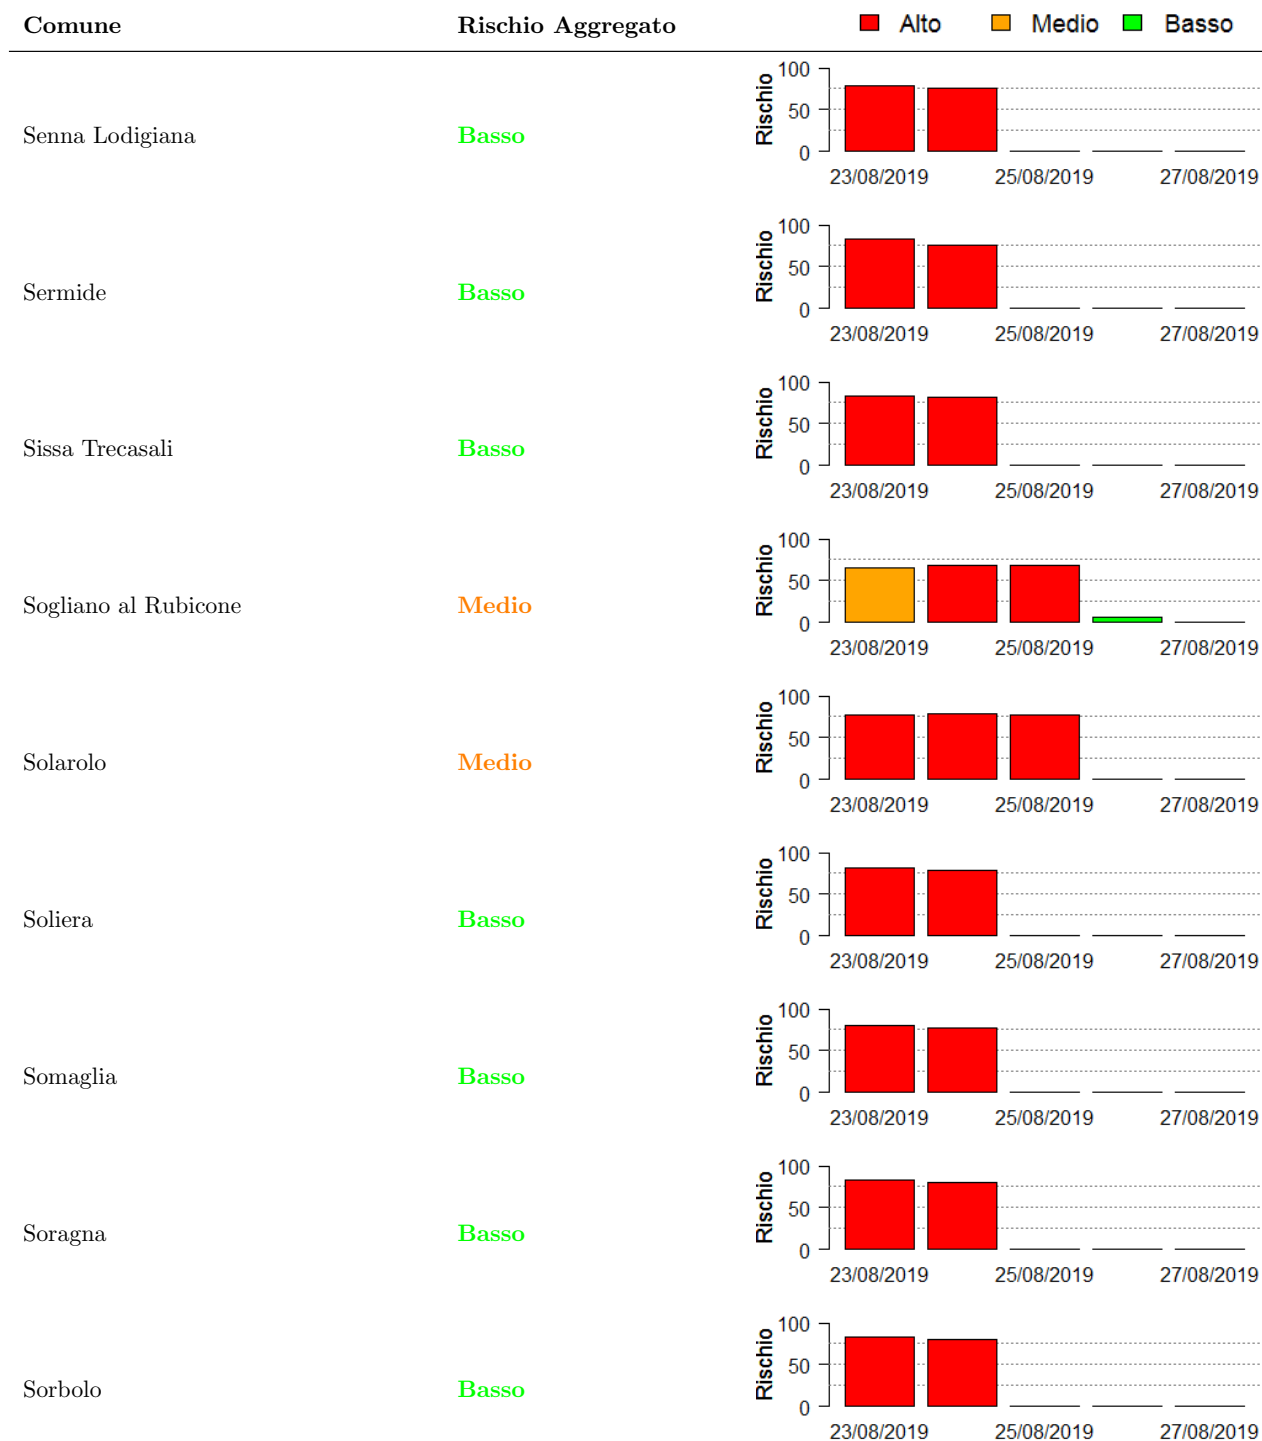 Comune Rischio Aggregato Alto Medio Basso
100
50
0
Rischio
Senna Lodigiana Basso
23/08/2019 25/08/2019 27/08/2019
100
50
0
Rischio
Sermide Basso
23/08/2019 25/08/2019 27/08/2019
100
50
0
Rischio
Sissa Trecasali Basso
23/08/2019 25/08/2019 27/08/2019
100
50
0
Rischio
Sogliano al Rubicone Medio
23/08/2019 25/08/2019 27/08/2019
100
50
0
Rischio
Solarolo Medio
23/08/2019 25/08/2019 27/08/2019
100
50
0
Rischio
Soliera Basso
23/08/2019 25/08/2019 27/08/2019
100
50
0
Rischio
Somaglia Basso
23/08/2019 25/08/2019 27/08/2019
100
50
0
Rischio
Soragna Basso
23/08/2019 25/08/2019 27/08/2019
100
50
0
Rischio
Sorbolo Basso
23/08/2019 25/08/2019 27/08/2019